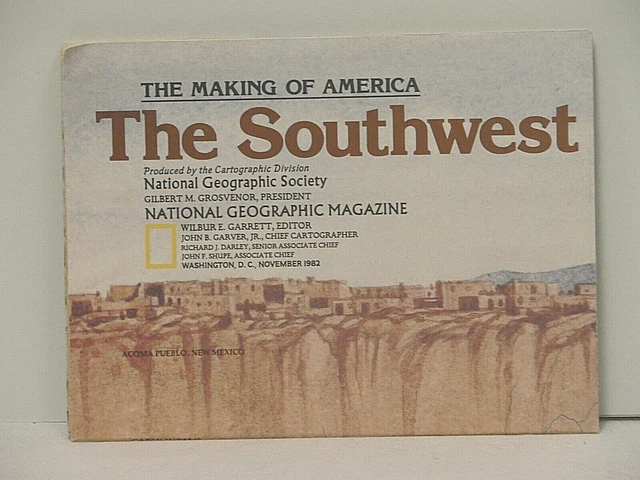 THE MAKING OF AMERICA
The Southwest
Produced by the Cartographic Division
National Geographic Society
GILBERT M. GROSVENOR, PRESIDENT
NATIONAL GEOGRAPHIC MAGAZINE
WILBUR E. GARRETT, EDITOR
JOHN B. GARVER, JR., CHIEF CARTOGRAPHER
RICHARD J. DARLEY, SENIOR ASSOCIATE CHIEF
JOHN F. SHUPE, ASSOCIATE CHIEF
WASHINGTON, D.C., NOVEMBER 1982
ACOMA PUEBLO, NEW MEXICO